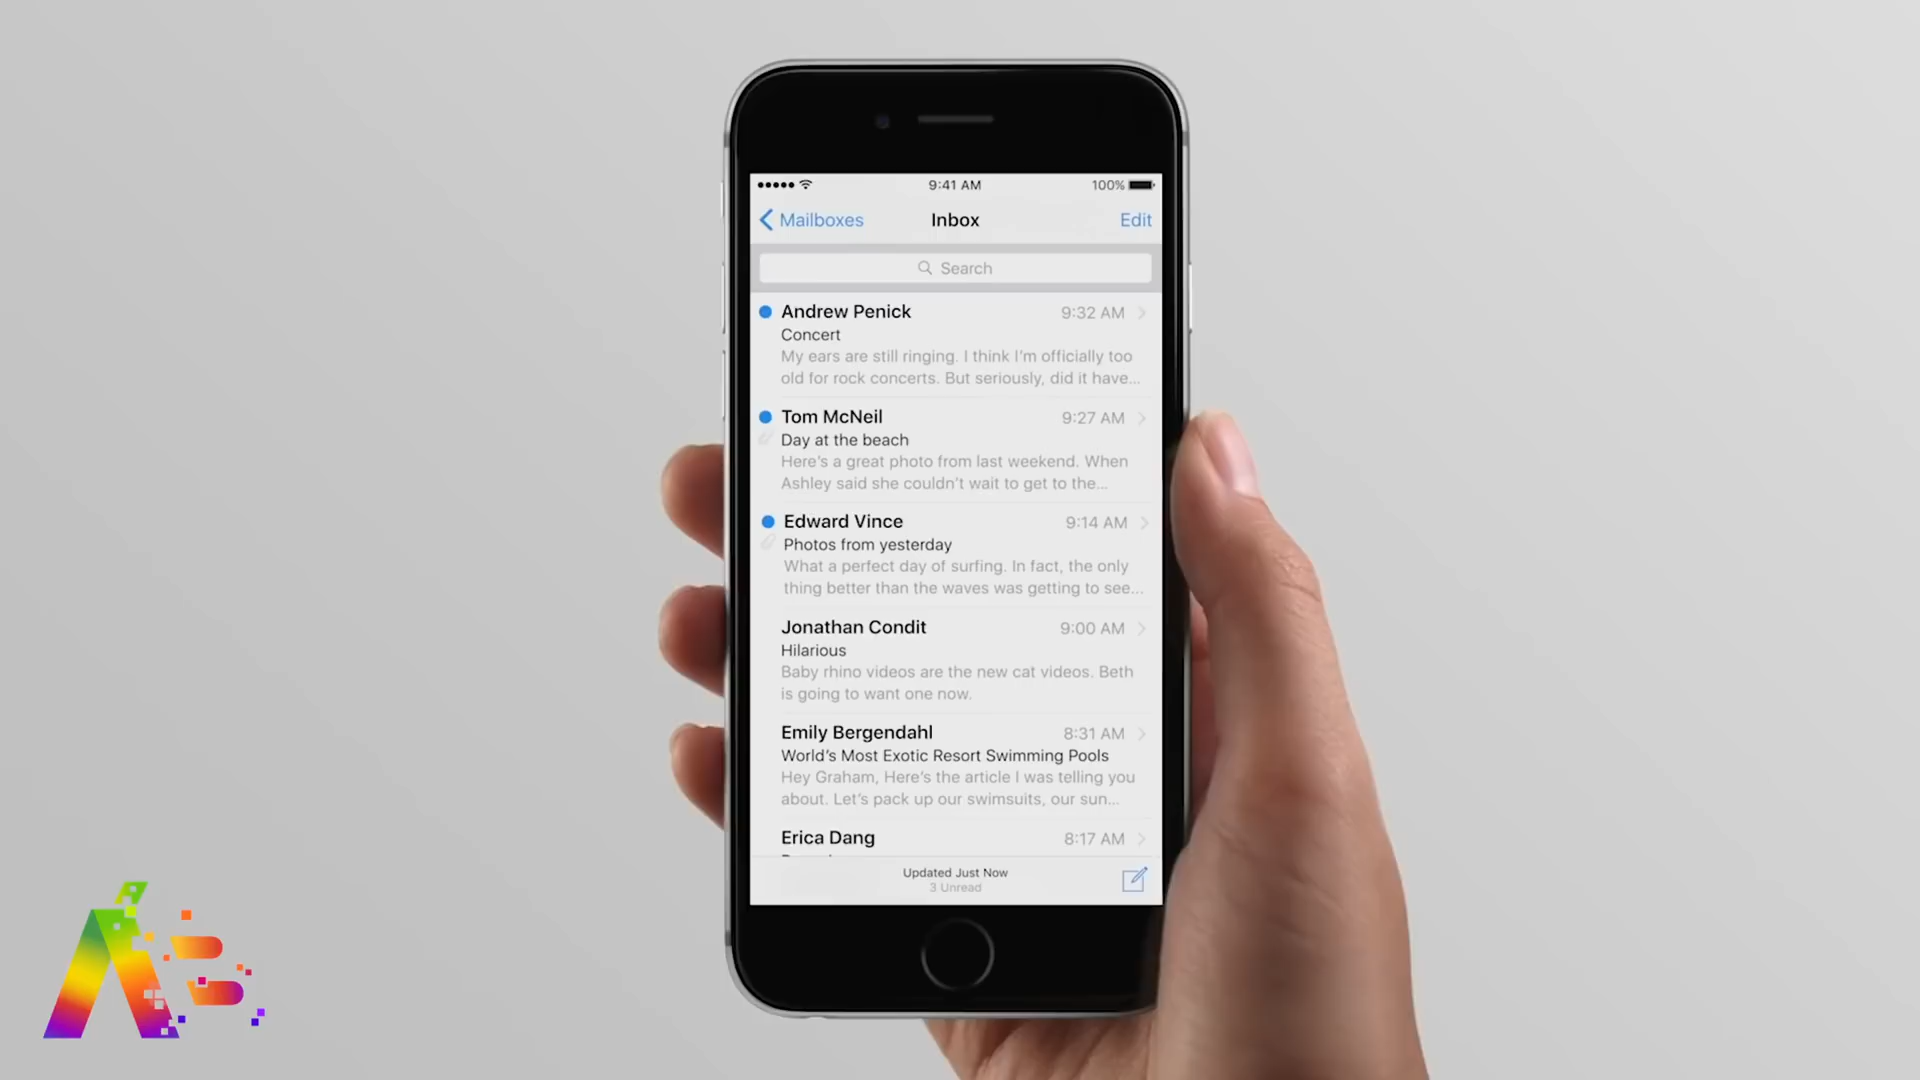 9:41 AM
100%
Mailboxes
Inbox
Edit
Search
Andrew Penick
9:32 AM
Concert
My ears are still ringing. I think I'm officially too
old for rock concerts. But seriously, did it have...
Tom McNeil
9:27 AM
Day at the beach
Here's a great photo from last weekend. When
Ashley said she couldn't wait to get to the...
Edward Vince
9:14 AM
Photos from yesterday
What a perfect day of surfing. In fact, the only
thing better than the waves was getting to see...
Jonathan Condit
9:00 AM
Hilarious
Baby rhino videos are the new cat videos. Beth
is going to want one now.
Emily Bergendahl
8:31 AM
World's Most Exotic Resort Swimming Pools
Hey Graham, Here's the article I was telling you
about. Let's pack up our swimsuits, our sun...
Erica Dang
8:17 AM
Updated Just Now
3 Unread